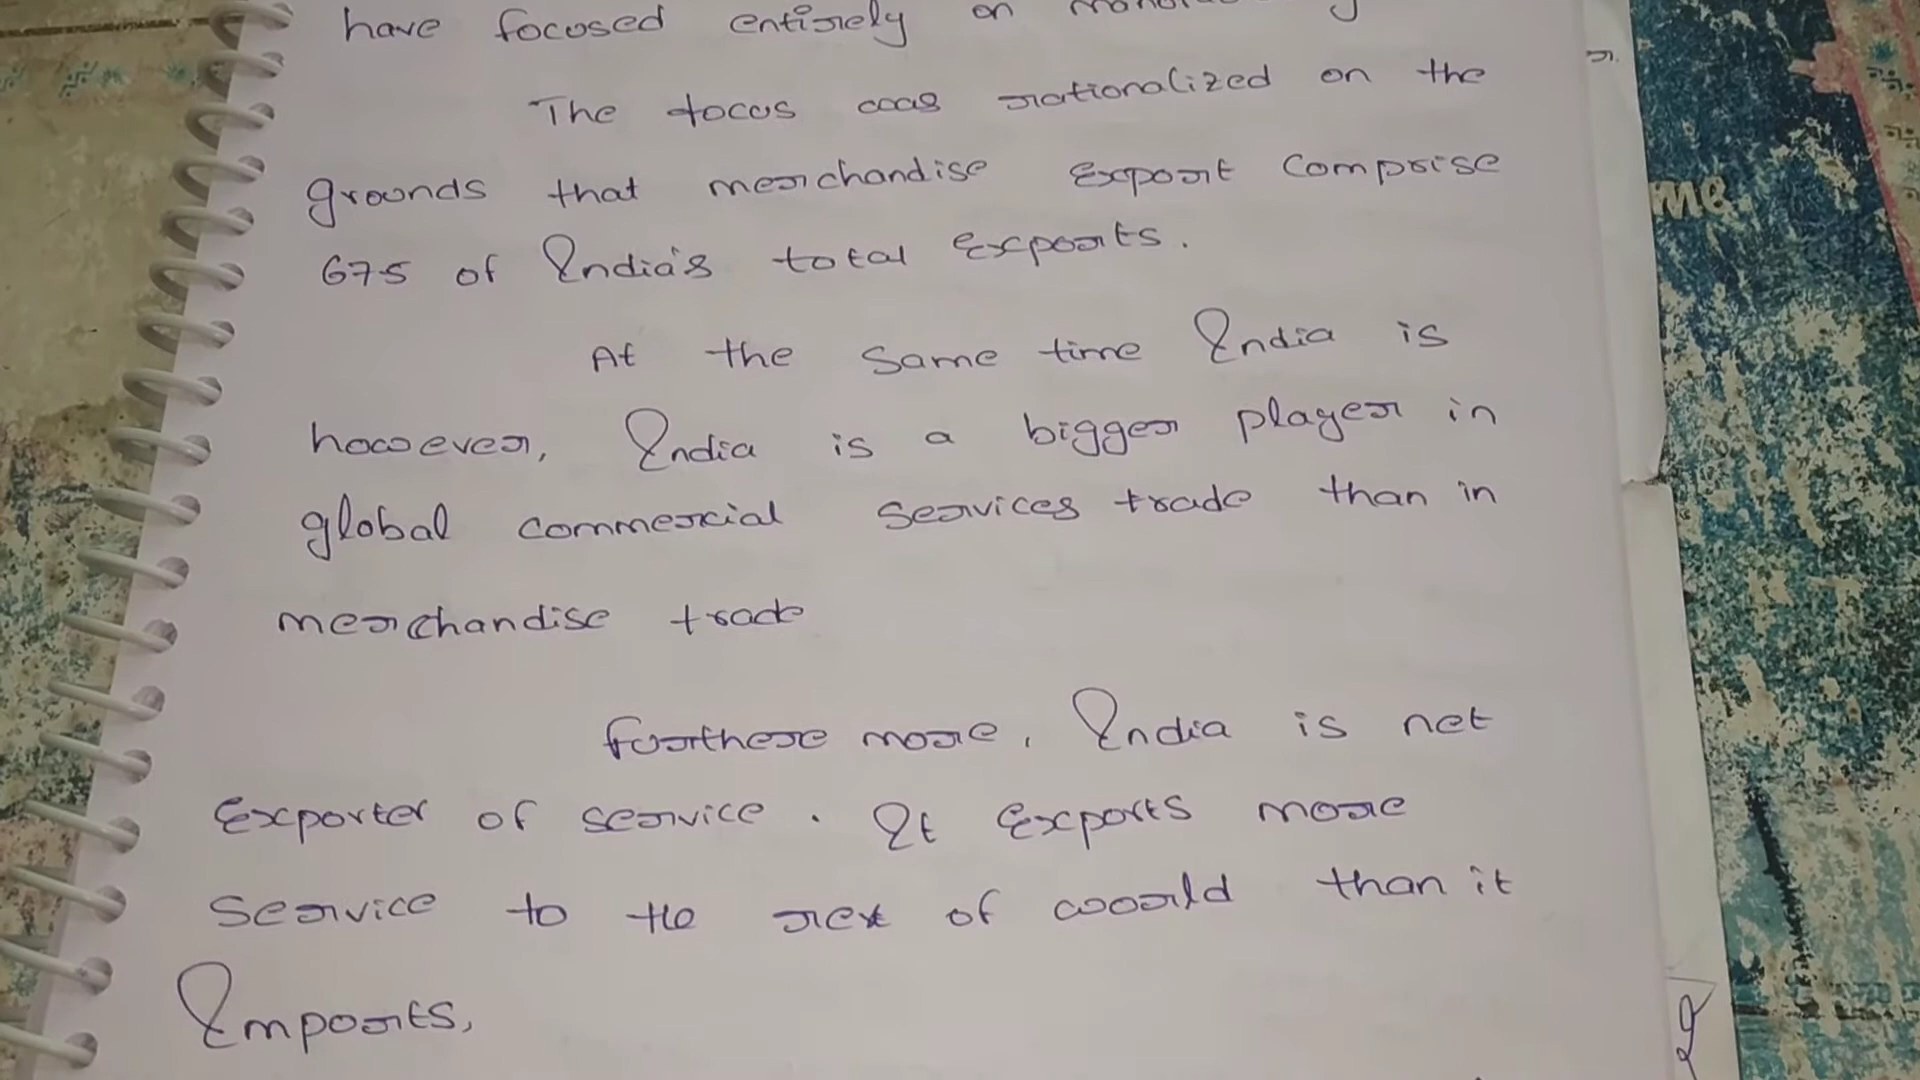 have focused entirely on
The focus was rationalized on the
grounds that merchandise Export Comprise
675 of India's total Exports.
At the Same time India is
however, India is a bigger player in
global commercial Services trade than in
merchandise trade
furthere more, India is net
Exporter of service. It Exports more
Service to the rest of woorld than it
Imports,
me.